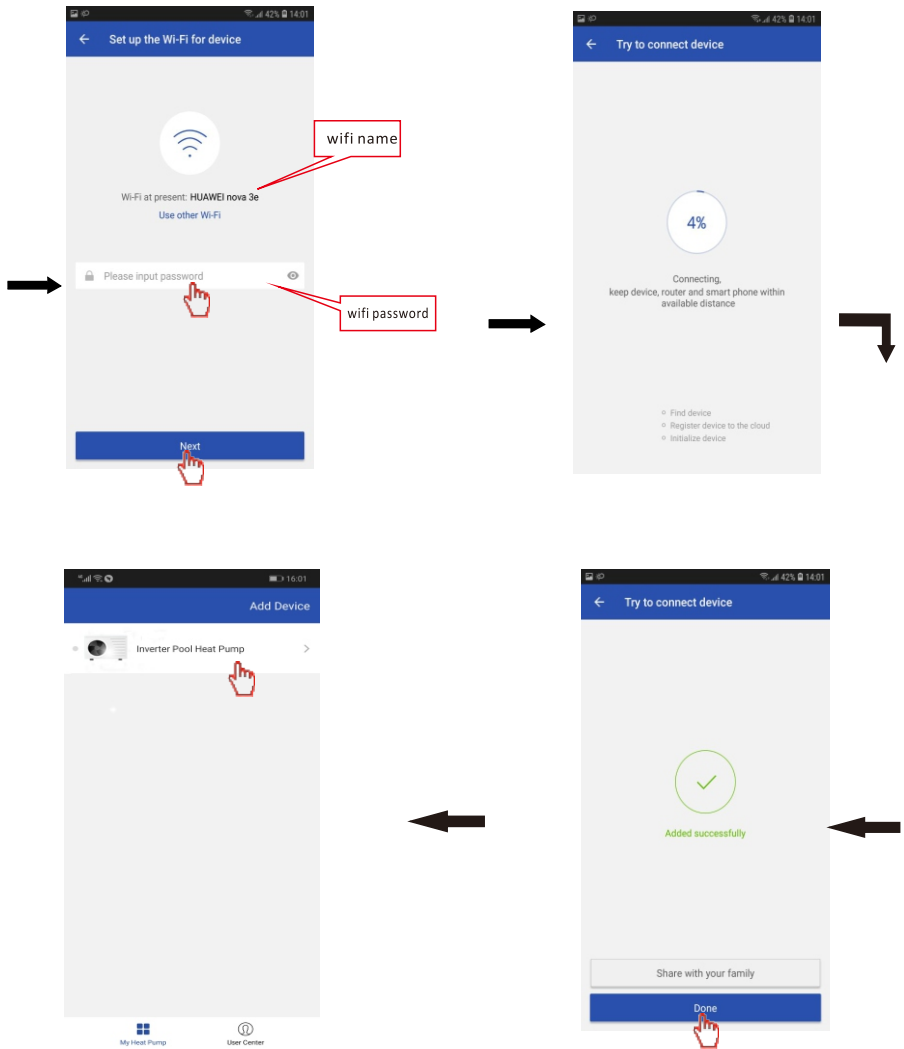 42% 14:01
Set up the Wi-Fi for device
wifi name
Wi-Fi at present: HUAWEI nova 3e
Use other Wi-Fi
Please input password
wifi password
Next
42% 14:01
Try to connect device
4%
Connecting,
keep device, router and smart phone within
available distance
Find device
Register device to the cloud
Initialize device
16:01
Add Device
Inverter Pool Heat Pump
My Heat Pump
User Center
42% 14:01
Try to connect device
Added successfully
Share with your family
Done